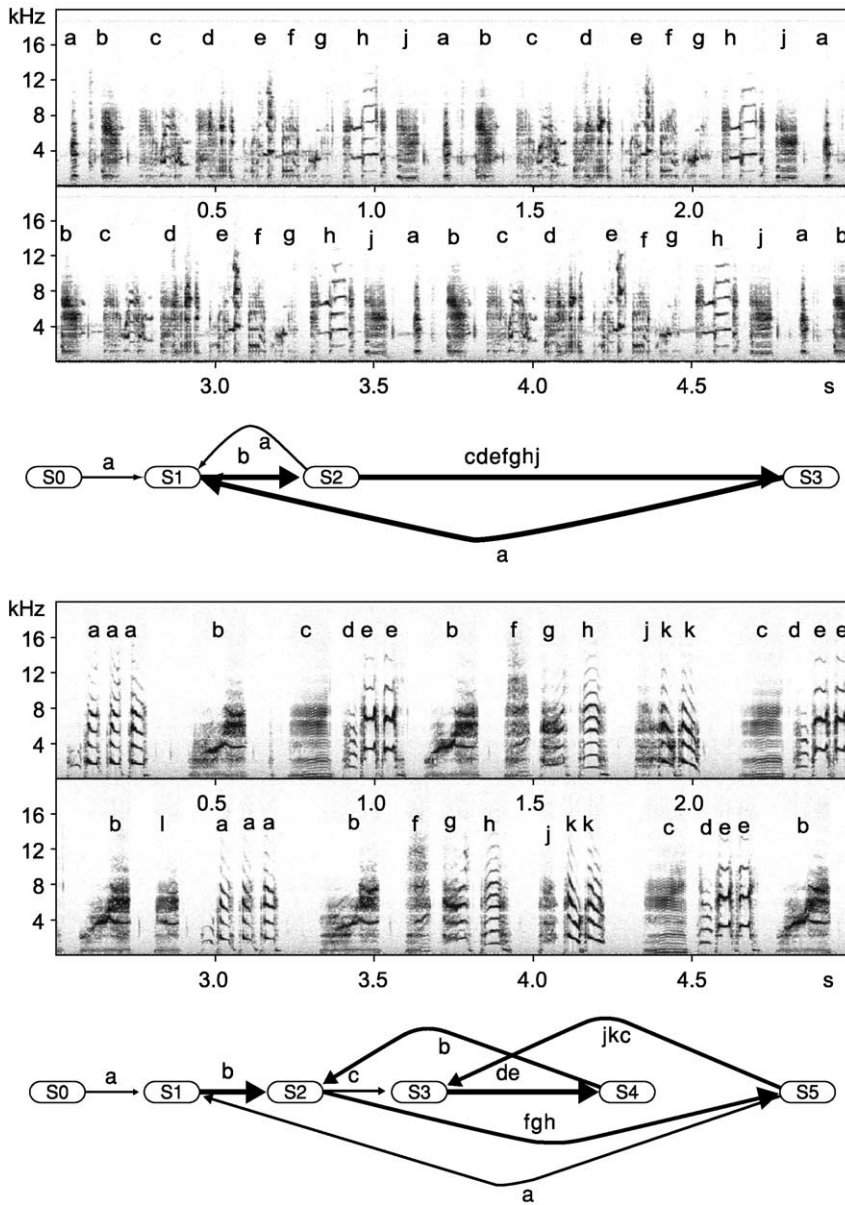 kHz
a b c d e f g h j a b c d e f g h j a
16
12
8
4
0.5 1.0 1.5 2.0
b c d e f g h j a b c d e f g h j a b
16
12
8
4
3.0 3.5 4.0 4.5 s
a
b
cdefghj
S0 a S1 S2 S3
a
kHz
a a a b c d e e b f g h j k k c d e e
16
12
8
4
0.5 1.0 1.5 2.0
b l a a a b f g h j k k c d e e b
16
12
8
4
3.0 3.5 4.0 4.5 s
jkc
b
S0 a S1 b S2 c S3 de S4 S5
fgh
a